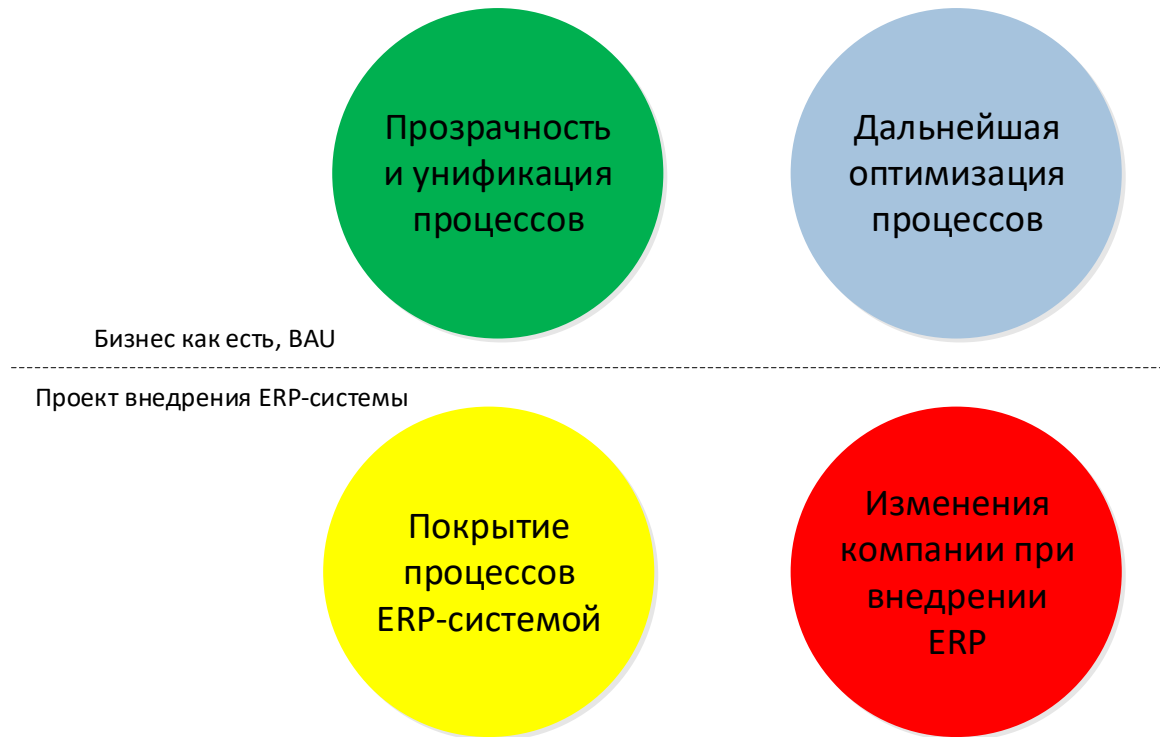 Прозрачность
и унификация
процессов
Дальнейшая
оптимизация
процессов
Бизнес как есть, BAU
Проект внедрения ERP-системы
Покрытие
процессов
ERP-системой
Изменения
компании при
внедрении
ERP